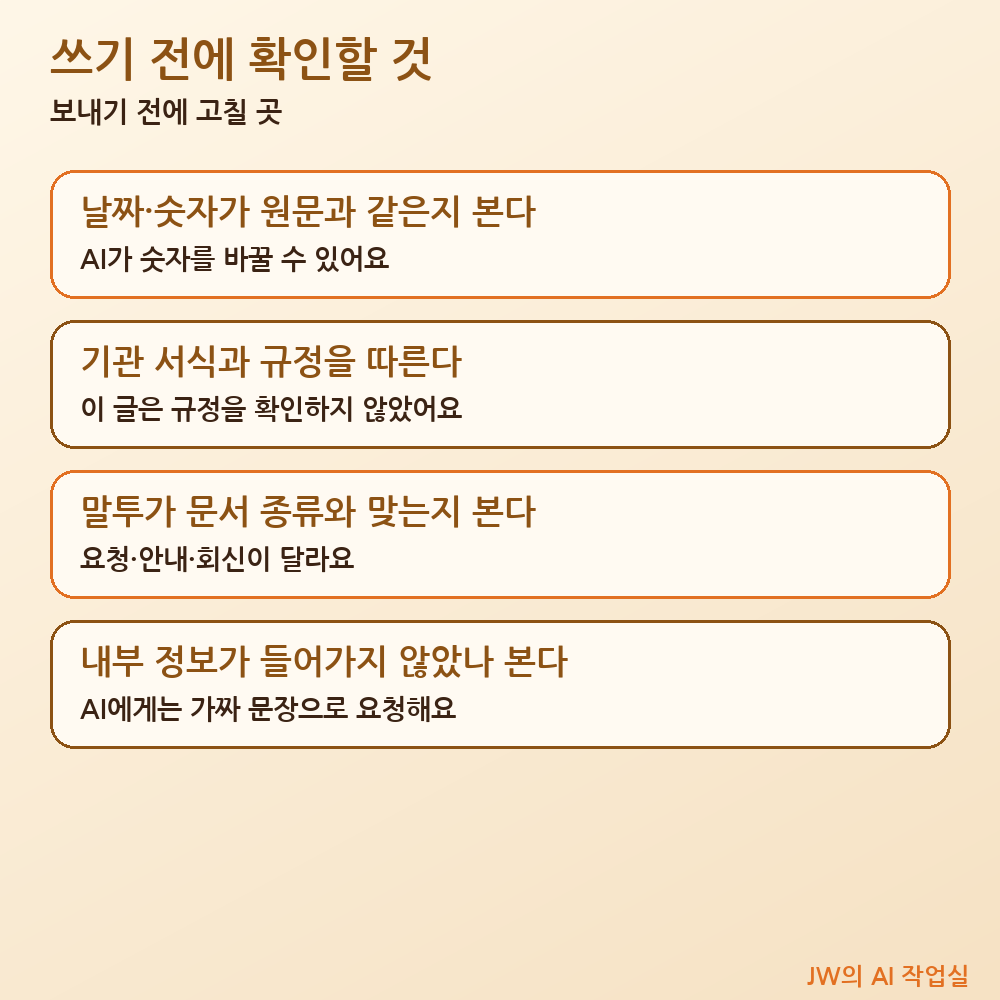 쓰기 전에 확인할 것
보내기 전에 고칠 곳
날짜·숫자가 원문과 같은지 본다
AI가 숫자를 바꿀 수 있어요
기관 서식과 규정을 따른다
이 글은 규정을 확인하지 않았어요
말투가 문서 종류와 맞는지 본다
요청·안내·회신이 달라요
내부 정보가 들어가지 않았나 본다
AI에게는 가짜 문장으로 요청해요
JW의 AI 작업실